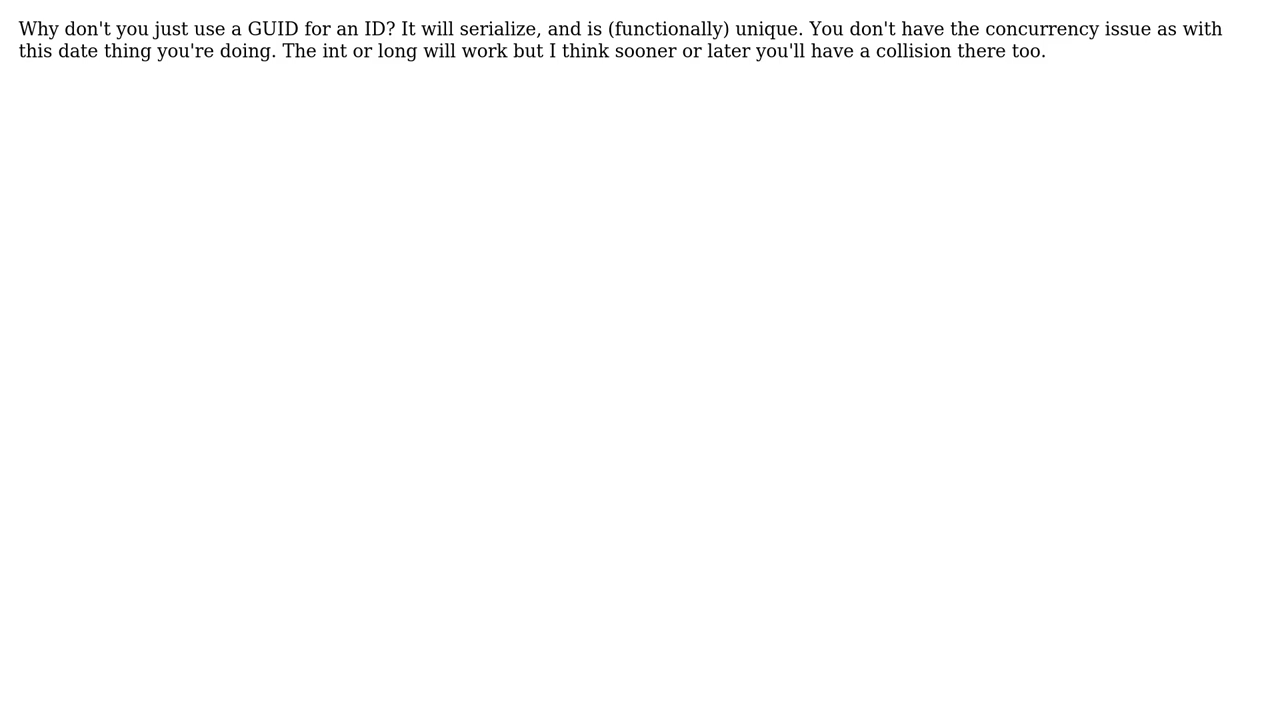 Why don't you just use a GUID for an ID? It will serialize, and is (functionally) unique. You don't have the concurrency issue as with
this date thing you're doing. The int or long will work but I think sooner or later you'll have a collision there too.